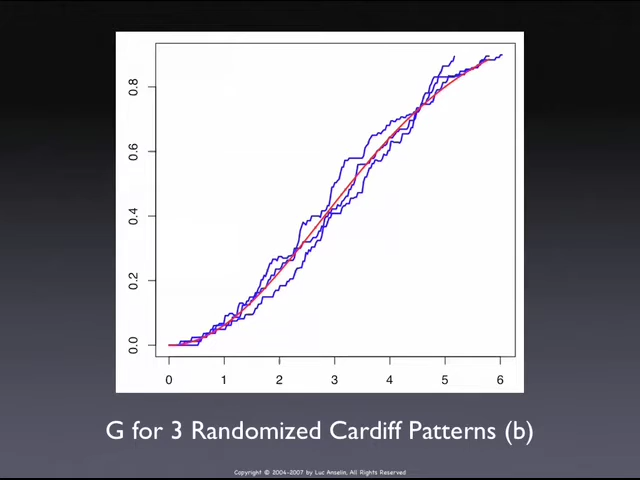 0.8
0.6
0.4
0.2
0.0
0 1 2 3 4 5 6
G for 3 Randomized Cardiff Patterns (b)
Copyright © 2004-2007 by Luc Anselin, All Rights Reserved